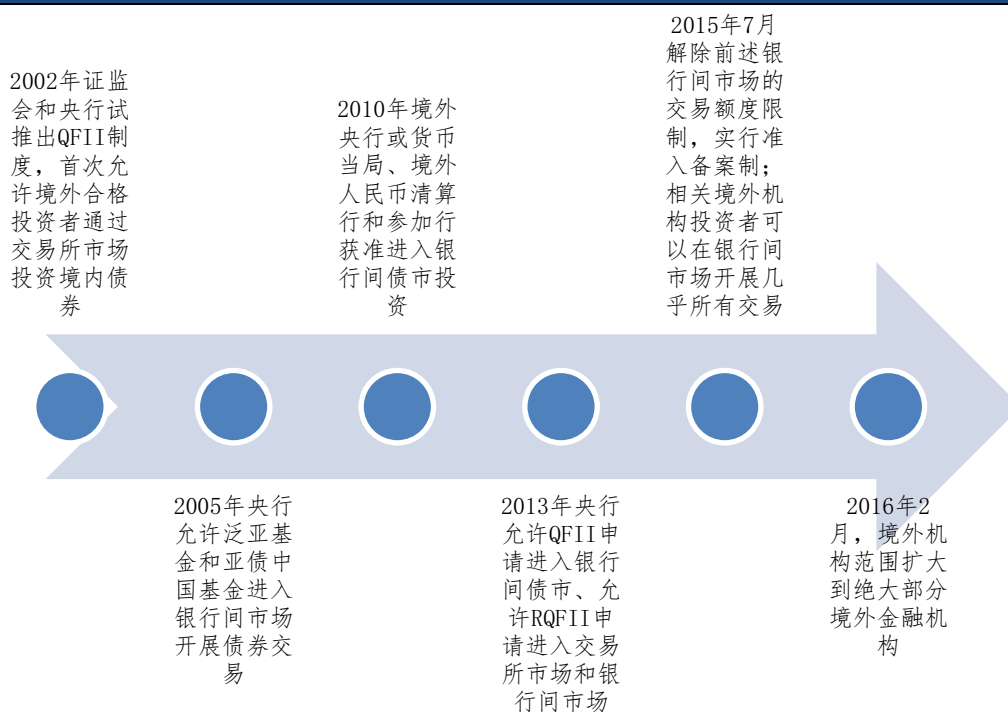 2002年证监
会和央行试
推出QFII制
度，首次允
许境外合格
投资者通过
交易所市场
投资境内债
券
2005年央行
允许泛亚基
金和亚债中
国基金进入
银行间市场
开展债券交
易
2010年境外
央行或货币
当局、境外
人民币清算
行和参加行
获准进入银
行间债市投
资
2013年央行
允许QFII申
请进入银行
间债市、允
许RQFII申
请进入交易
所市场和银
行间市场
2015年7月
解除前述银
行间市场的
交易额度限
制，实行准
入备案制；
相关境外机
构投资者可
以在银行间
市场开展几
乎所有交易
2016年2
月，境外机
构范围扩大
到绝大部分
境外金融机
构